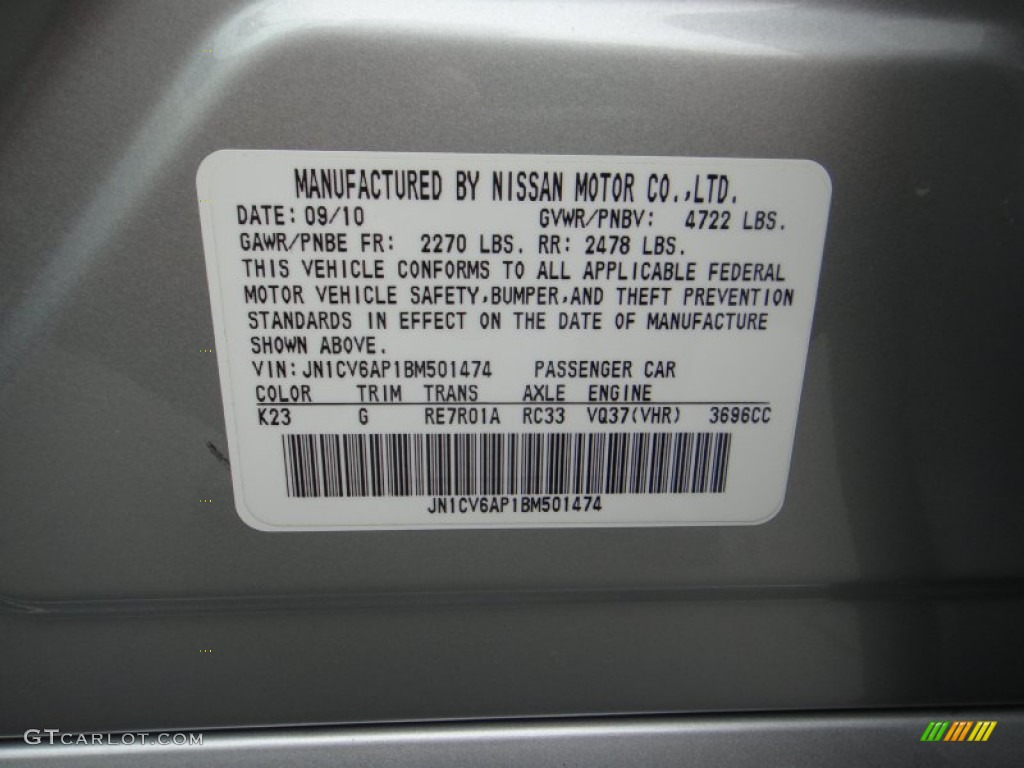 MANUFACTURED BY NISSAN MOTOR CO.,LTD.
DATE: 09/10 GVWR/PNBV: 4722 LBS.
GAWR/PNBE FR: 2270 LBS. RR: 2478 LBS.
THIS VEHICLE CONFORMS TO ALL APPLICABLE FEDERAL
MOTOR VEHICLE SAFETY,BUMPER,AND THEFT PREVENTION
STANDARDS IN EFFECT ON THE DATE OF MANUFACTURE
SHOWN ABOVE.
VIN: JN1CV6AP1BM501474 PASSENGER CAR
COLOR TRIM TRANS AXLE ENGINE
K23 G RE7R01A RC33 VQ37(VHR) 3696CC
JN1CV6AP1BM501474
GTCARLOT.COM